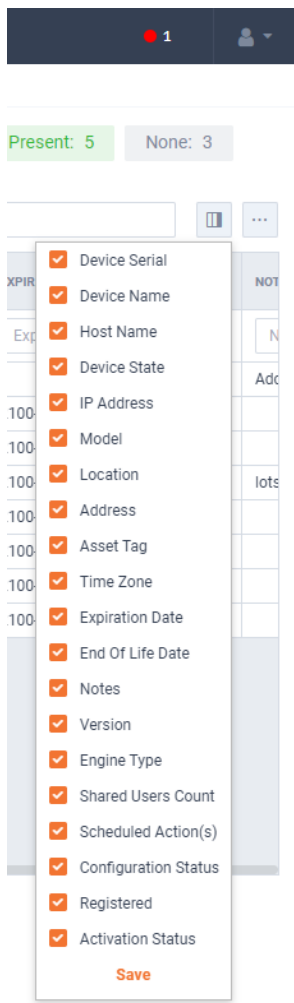 1
Present: 5 None: 3
Device Serial
Device Name
Host Name
Device State
IP Address
Model
Location
Address
Asset Tag
Time Zone
Expiration Date
End Of Life Date
Notes
Version
Engine Type
Shared Users Count
Scheduled Action(s)
Configuration Status
Registered
Activation Status
Save
XPIR
NOT
Exp
N
Add
100-
100-
100-
lots
100-
100-
100-
100-